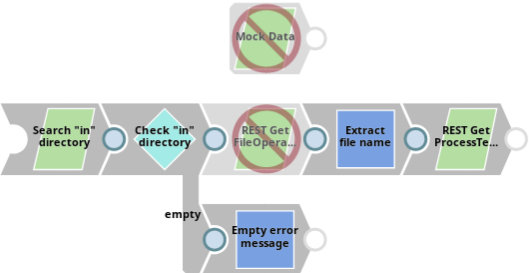 Mock Data
Search "in"
directory
Check "in"
directory
REST Get
FileOpera...
Extract
file name
REST Get
ProcessTe...
empty
Empty error
message